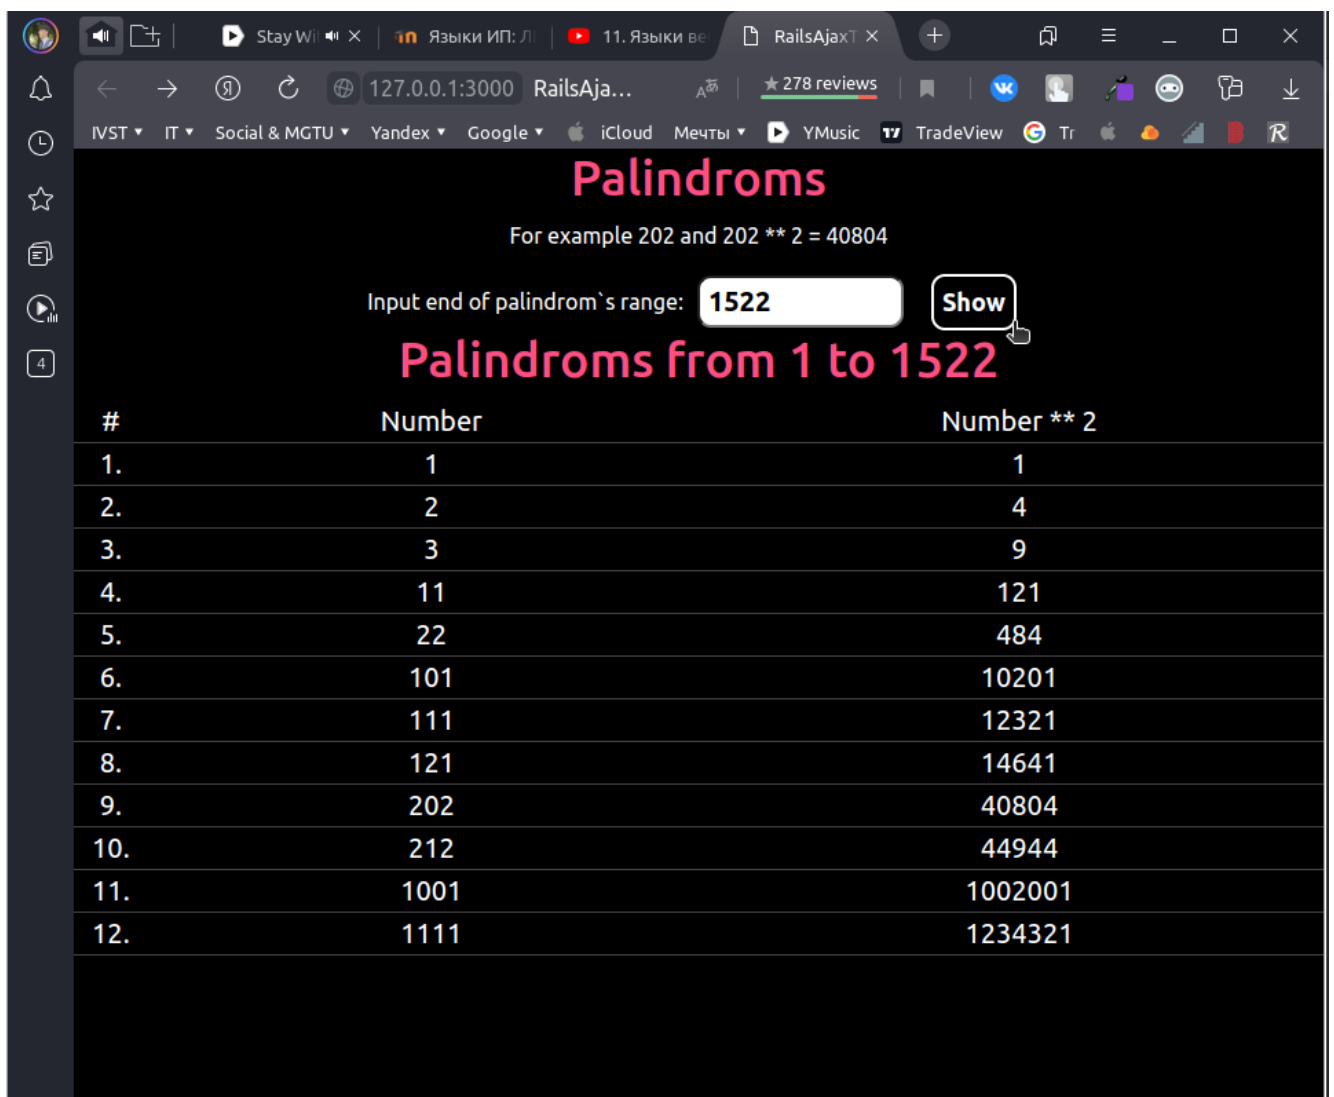 Stay Wi
Языки ИП: Л
11. Языки ве
RailsAjaxT
127.0.0.1:3000 RailsAja... ★ 278 reviews
IVST IT Social & MGTU Yandex Google iCloud Мечты YMusic TradeView Tr
Palindroms
For example 202 and 202 ** 2 = 40804
Input end of palindrom`s range: 1522 Show
Palindroms from 1 to 1522
# Number Number ** 2
1. 1 1
2. 2 4
3. 3 9
4. 11 121
5. 22 484
6. 101 10201
7. 111 12321
8. 121 14641
9. 202 40804
10. 212 44944
11. 1001 1002001
12. 1111 1234321
4